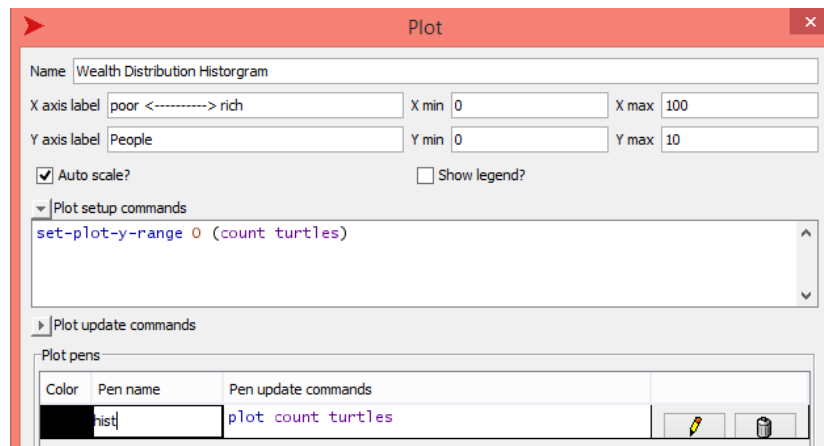 Plot
Name Wealth Distribution Historgram
X axis label poor <----------> rich X min 0 X max 100
Y axis label People Y min 0 Y max 10
Auto scale? Show legend?
Plot setup commands
set-plot-y-range 0 (count turtles)
Plot update commands
Plot pens
Color Pen name Pen update commands
hist plot count turtles